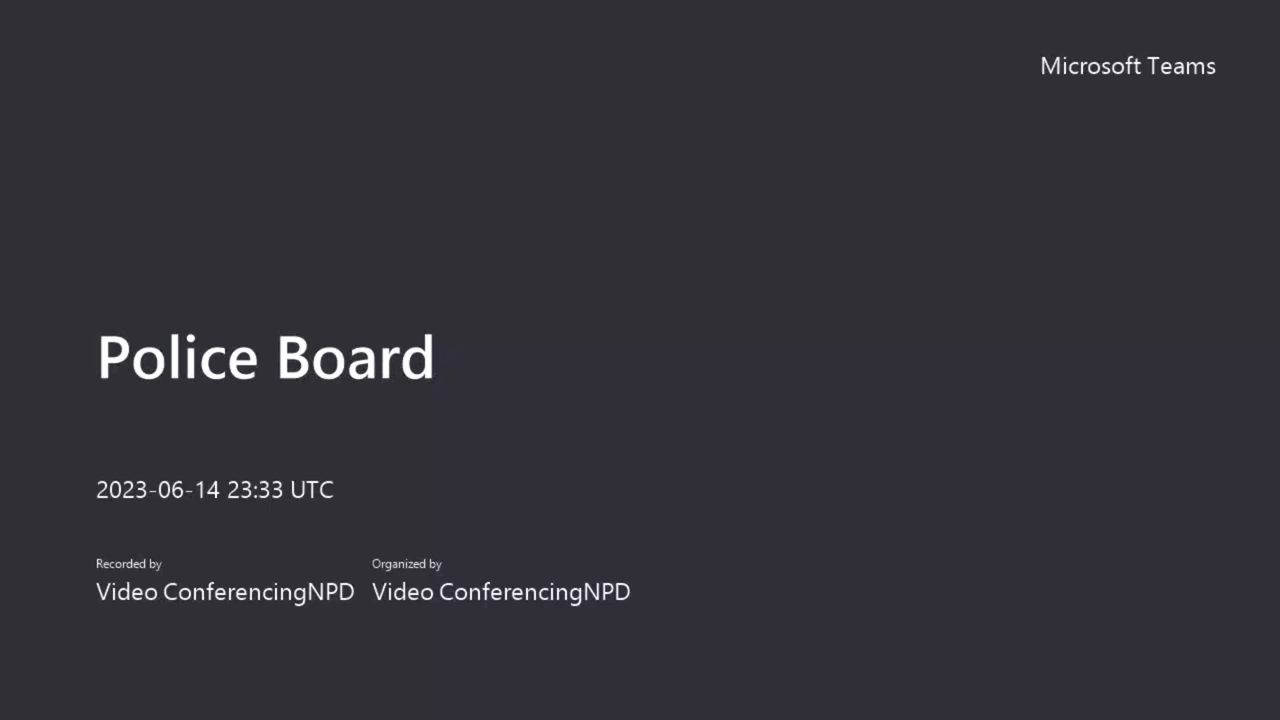 Microsoft Teams
Police Board
2023-06-14 23:33 UTC
Recorded by Organized by
Video ConferencingNPD Video ConferencingNPD